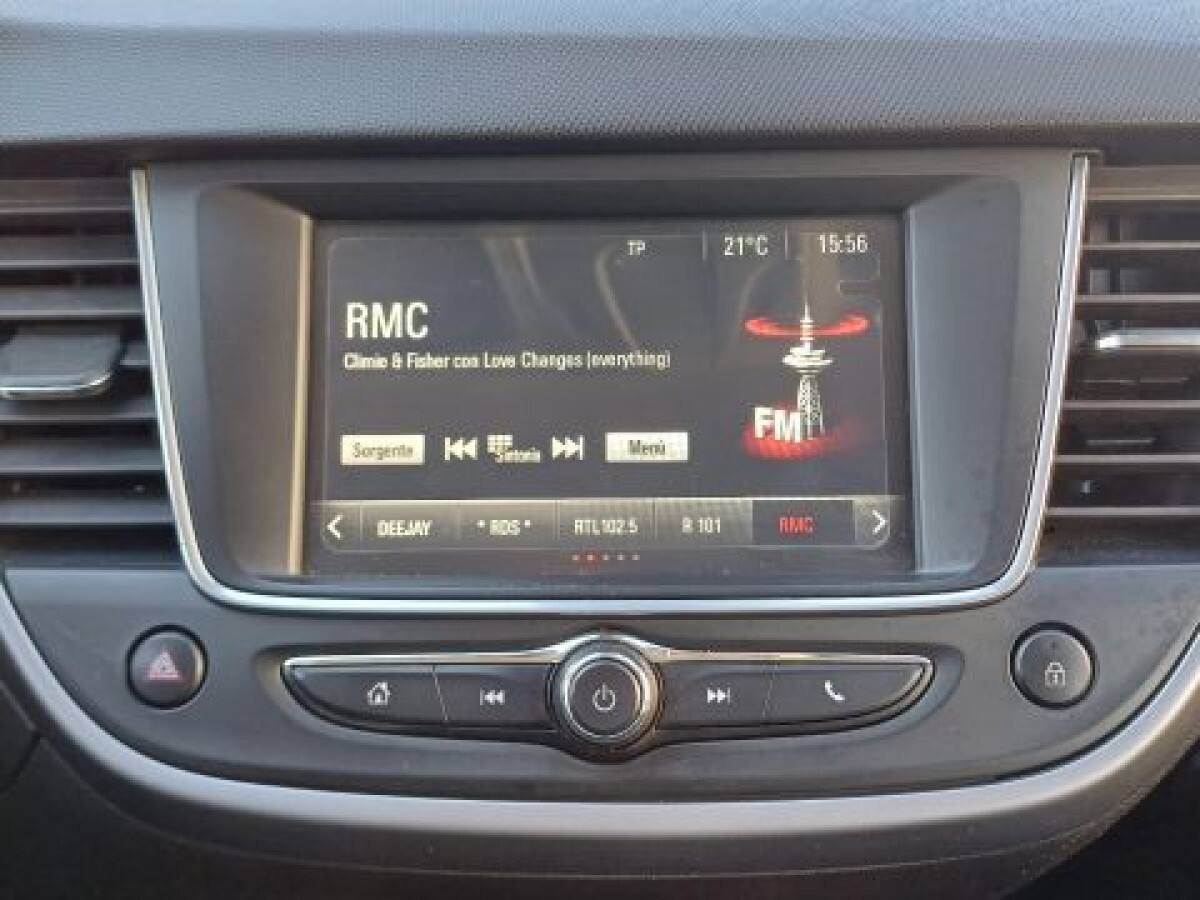 TP 21°C 15:56
RMC
Climie & Fisher con Love Changes (everything)
FM
Sorgente Sintonia Menù
DEEJAY * RDS * RTL102.5 R 101 RMC